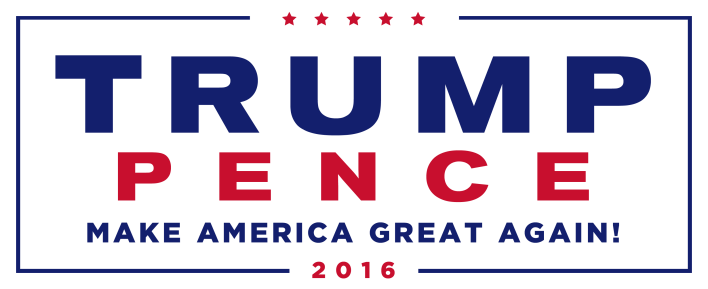 TRUMP
PENCE
MAKE AMERICA GREAT AGAIN!
2016